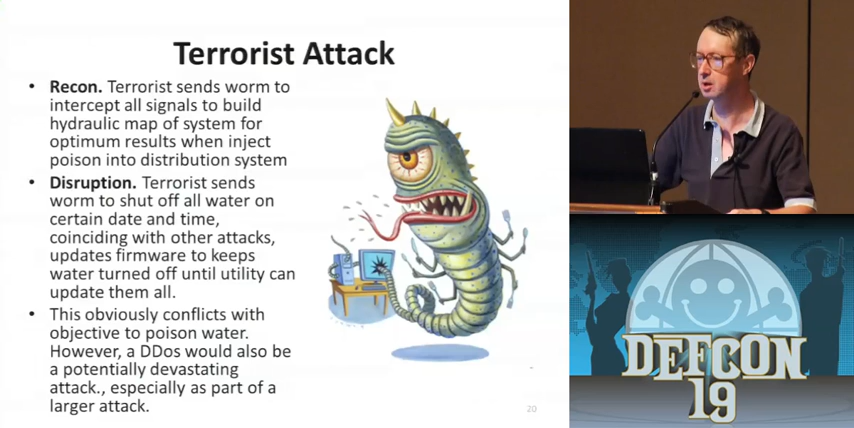 Terrorist Attack
• Recon. Terrorist sends worm to
intercept all signals to build
hydraulic map of system for
optimum results when inject
poison into distribution system
• Disruption. Terrorist sends
worm to shut off all water on
certain date and time,
coinciding with other attacks,
updates firmware to keeps
water turned off until utility can
update them all.
• This obviously conflicts with
objective to poison water.
However, a DDos would also be
a potentially devastating
attack., especially as part of a
larger attack.
20
DEFCON
19